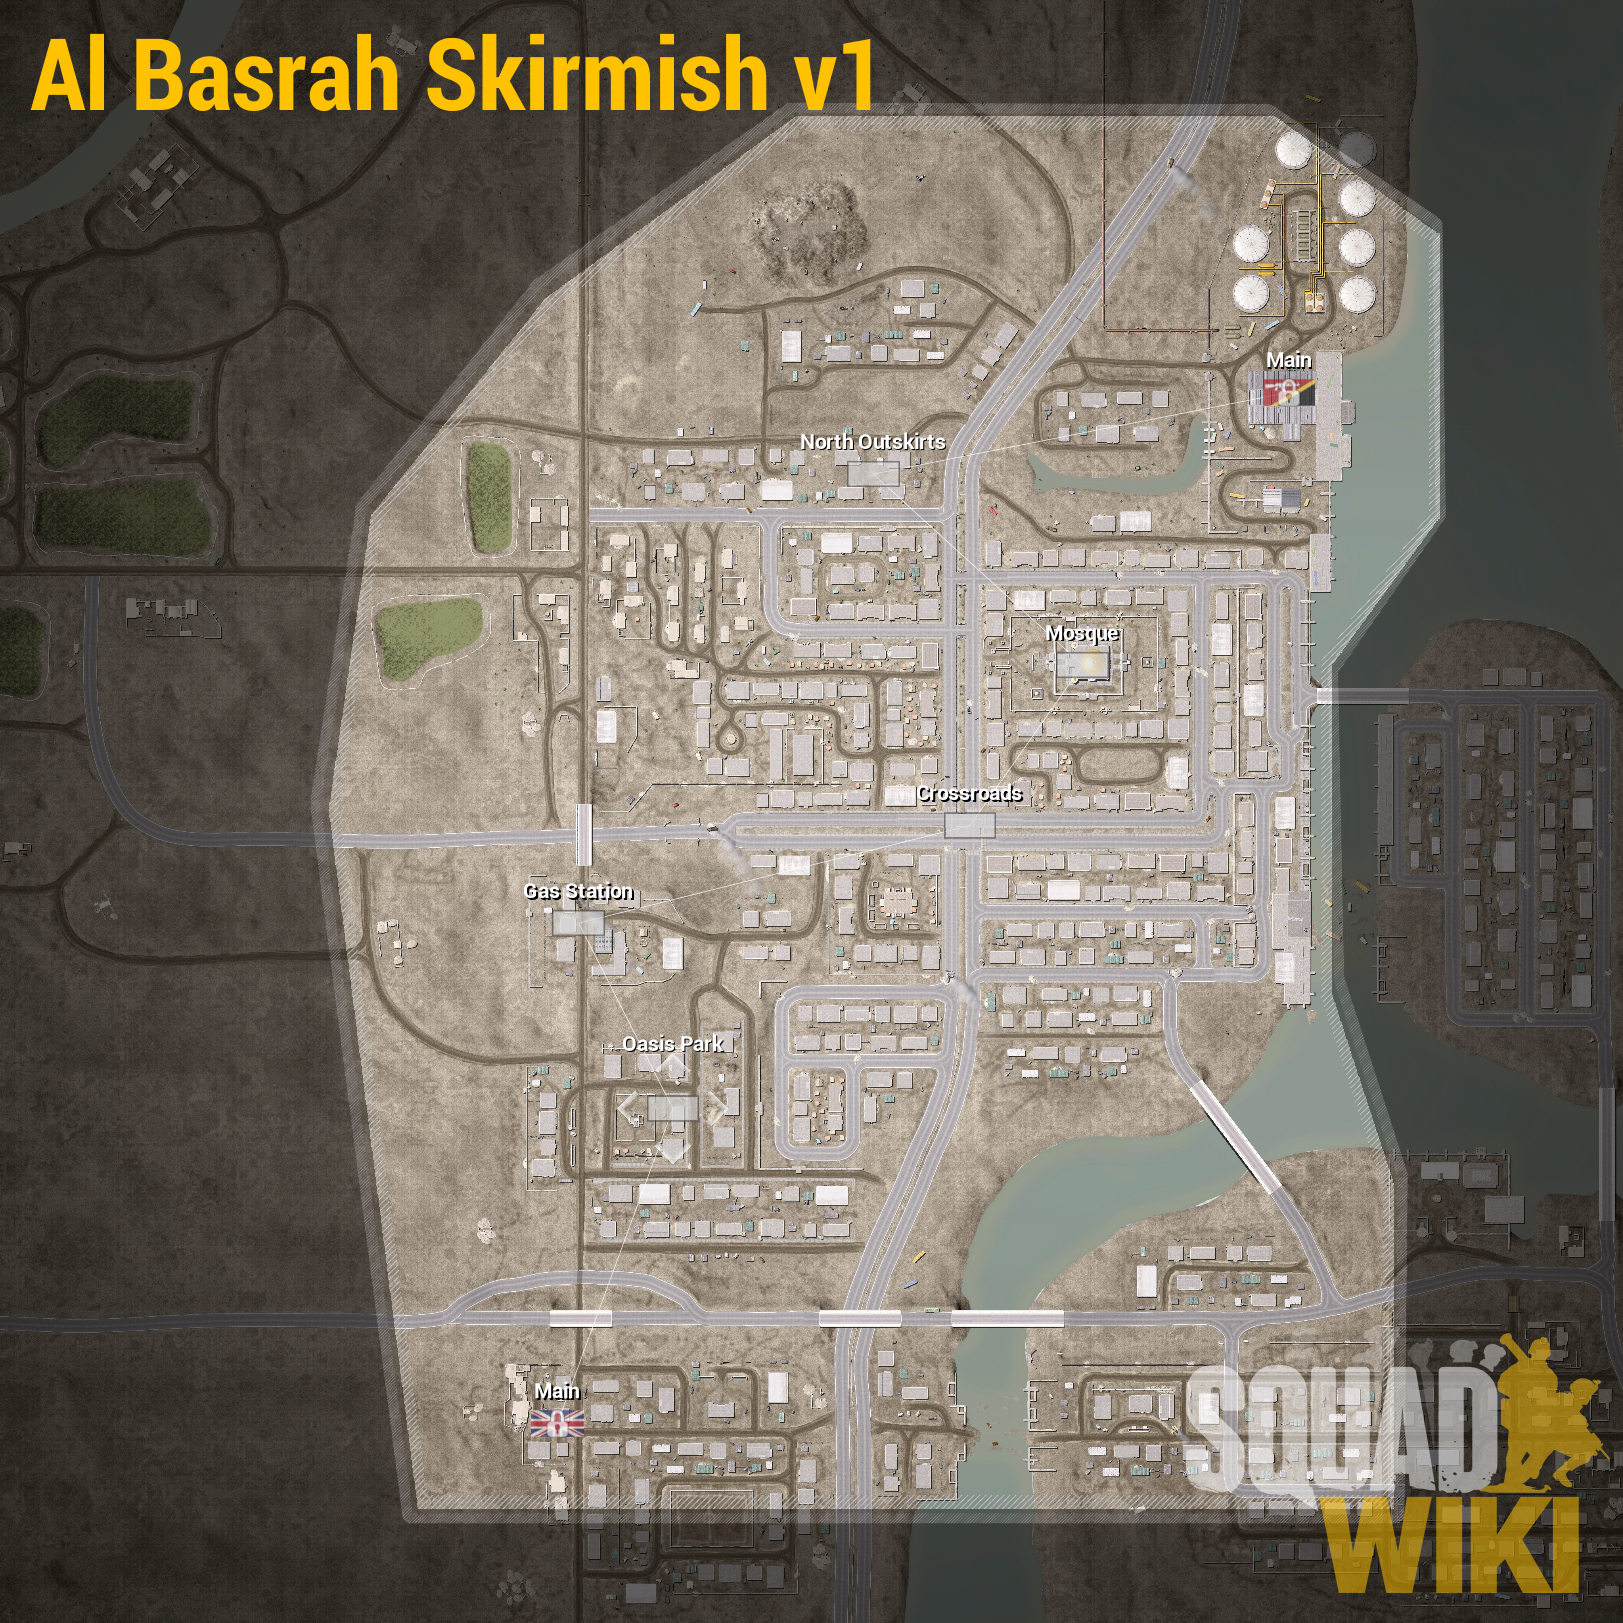 Al Basrah Skirmish v1
Main
North Outskirts
Mosque
Crossroads
Gas Station
Oasis Park
Main
SQUAD
WIKI